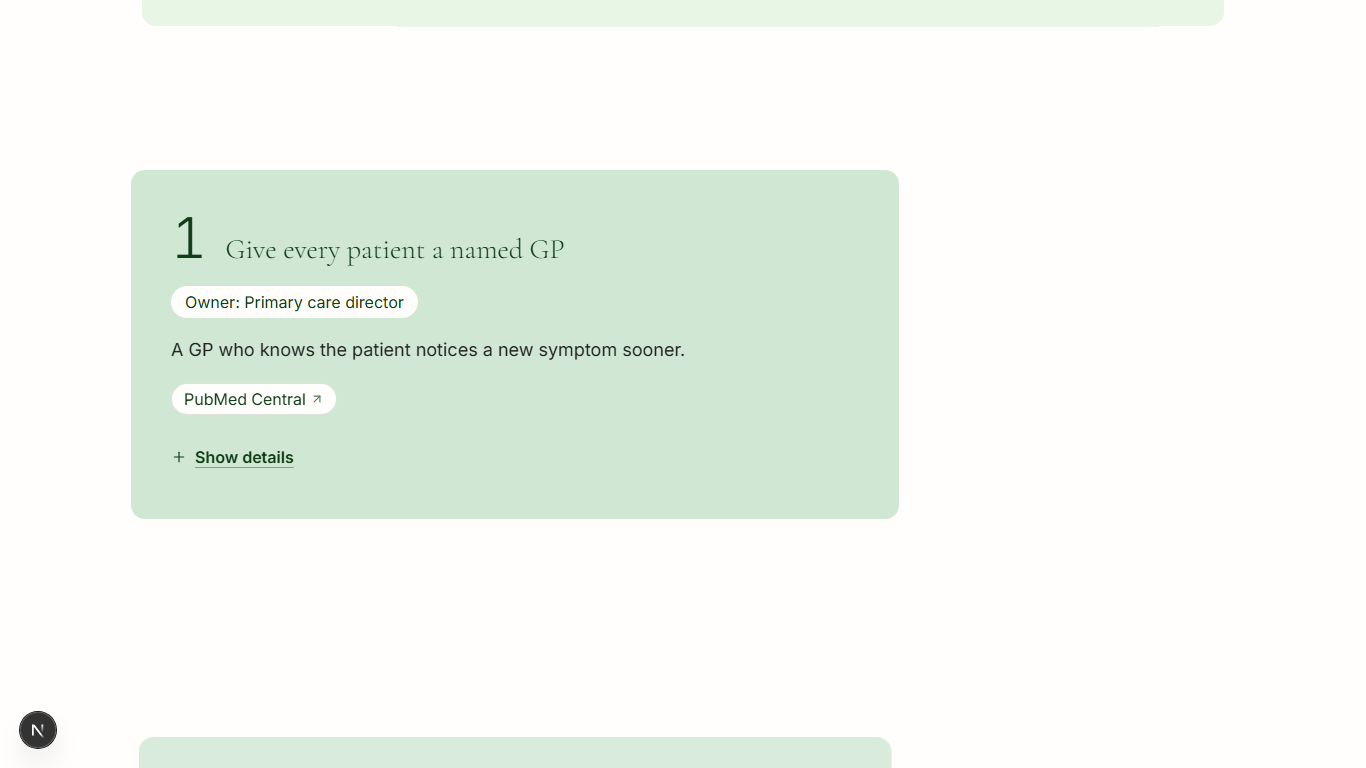 1 Give every patient a named GP
Owner: Primary care director
A GP who knows the patient notices a new symptom sooner.
PubMed Central ↗
+ Show details
N